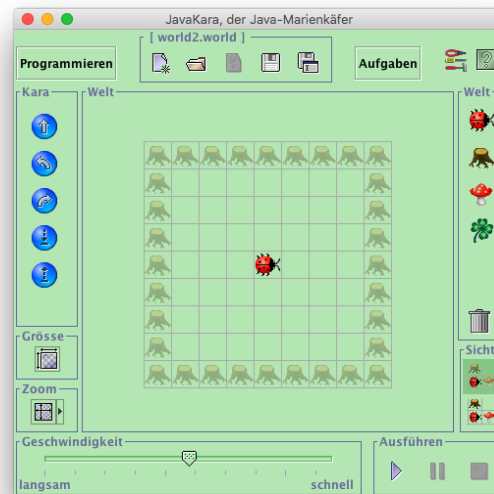 JavaKara, der Java-Marienkäfer
[ world2.world ]
Programmieren
Aufgaben
Kara
Welt
Welt
Grösse
Sicht
Zoom
Geschwindigkeit
Ausführen
langsam
schnell